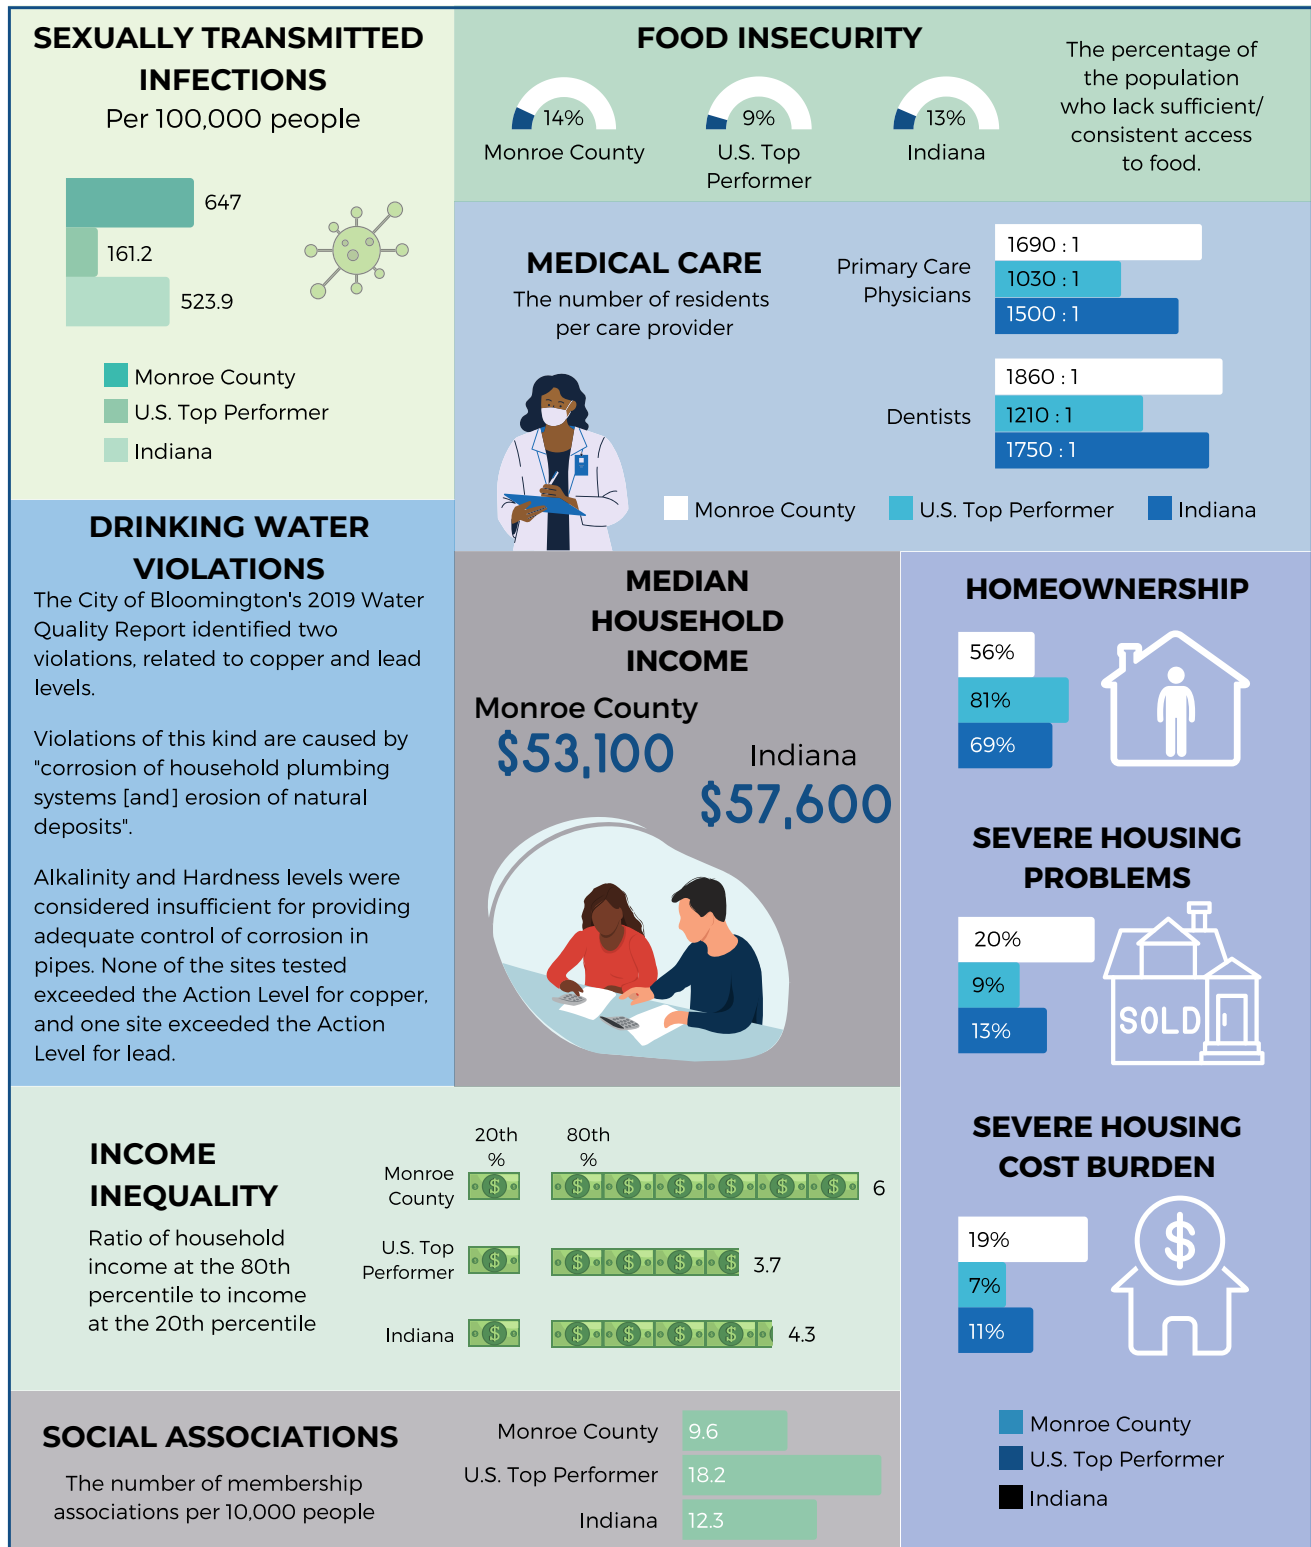 SEXUALLY TRANSMITTED
INFECTIONS
Per 100,000 people
647
161.2
523.9
Monroe County
U.S. Top Performer
Indiana
FOOD INSECURITY
14%
Monroe County
9%
U.S. Top
Performer
13%
Indiana
The percentage of
the population
who lack sufficient/
consistent access
to food.
MEDICAL CARE
The number of residents
per care provider
Primary Care
Physicians
1690 : 1
1030 : 1
1500 : 1
Dentists
1860 : 1
1210 : 1
1750 : 1
Monroe County
U.S. Top Performer
Indiana
DRINKING WATER
VIOLATIONS
The City of Bloomington's 2019 Water
Quality Report identified two
violations, related to copper and lead
levels.
Violations of this kind are caused by
"corrosion of household plumbing
systems [and] erosion of natural
deposits".
Alkalinity and Hardness levels were
considered insufficient for providing
adequate control of corrosion in
pipes. None of the sites tested
exceeded the Action Level for copper,
and one site exceeded the Action
Level for lead.
MEDIAN
HOUSEHOLD
INCOME
Monroe County
$53,100
Indiana
$57,600
HOMEOWNERSHIP
56%
81%
69%
SEVERE HOUSING
PROBLEMS
20%
9%
13%
SOLD
SEVERE HOUSING
COST BURDEN
19%
7%
11%
$
Monroe County
U.S. Top Performer
Indiana
INCOME
INEQUALITY
Ratio of household
income at the 80th
percentile to income
at the 20th percentile
20th
%
80th
%
Monroe
County
$ $ $ $ $ $ $ 6
U.S. Top
Performer
$ $ $ $ $ 3.7
Indiana
$ $ $ $ $ 4.3
SOCIAL ASSOCIATIONS
The number of membership
associations per 10,000 people
Monroe County 9.6
U.S. Top Performer 18.2
Indiana 12.3